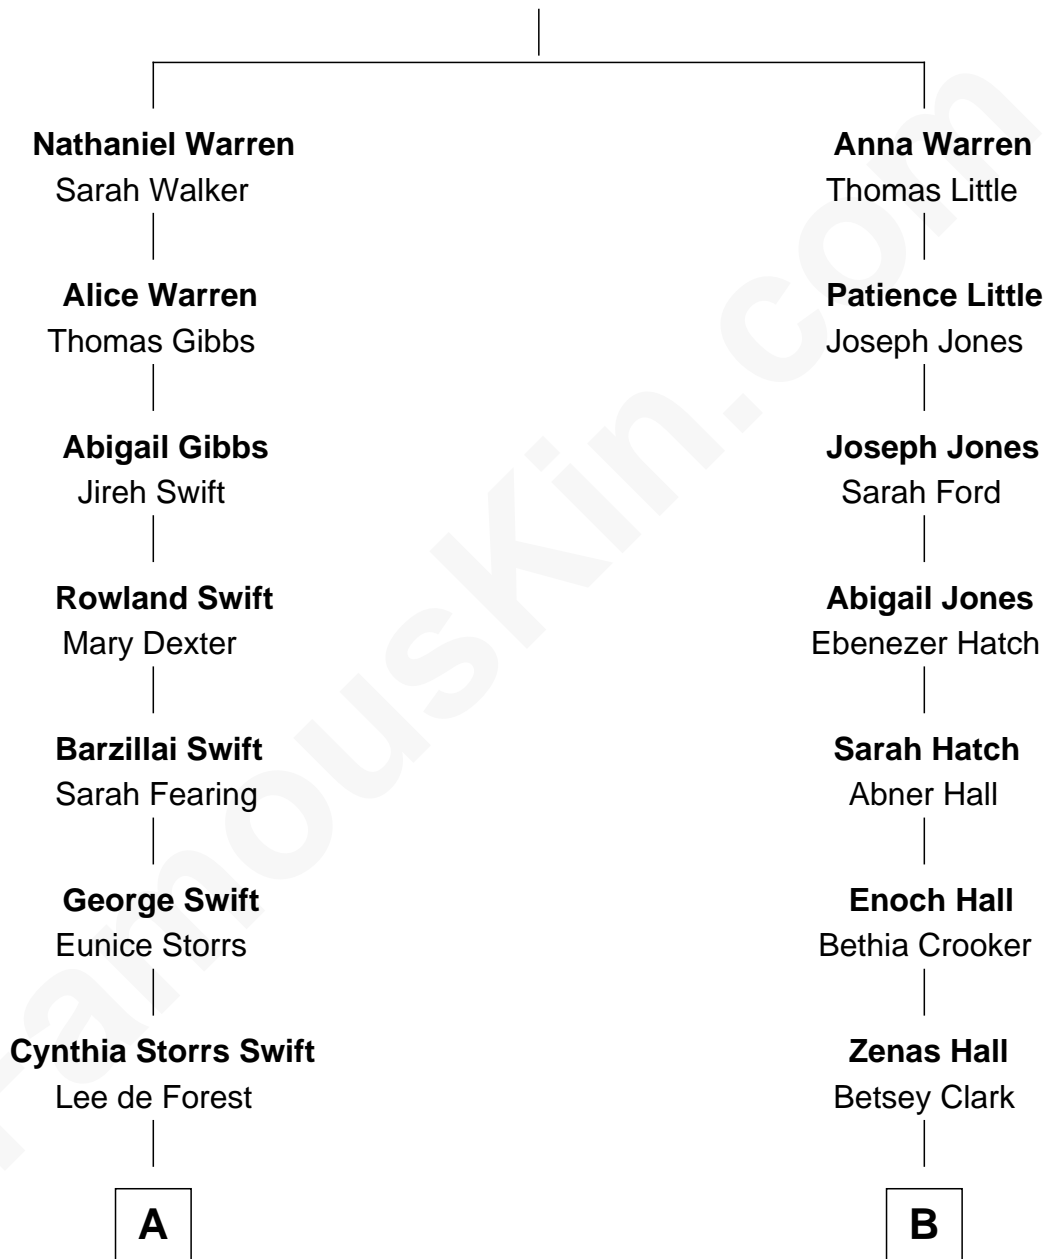 Nathaniel Warren
Sarah Walker
Alice Warren
Thomas Gibbs
Abigail Gibbs
Jireh Swift
Rowland Swift
Mary Dexter
Barzillai Swift
Sarah Fearing
George Swift
Eunice Storrs
Cynthia Storrs Swift
Lee de Forest
A
Anna Warren
Thomas Little
Patience Little
Joseph Jones
Joseph Jones
Sarah Ford
Abigail Jones
Ebenezer Hatch
Sarah Hatch
Abner Hall
Enoch Hall
Bethia Crooker
Zenas Hall
Betsey Clark
B
FamousKin.com